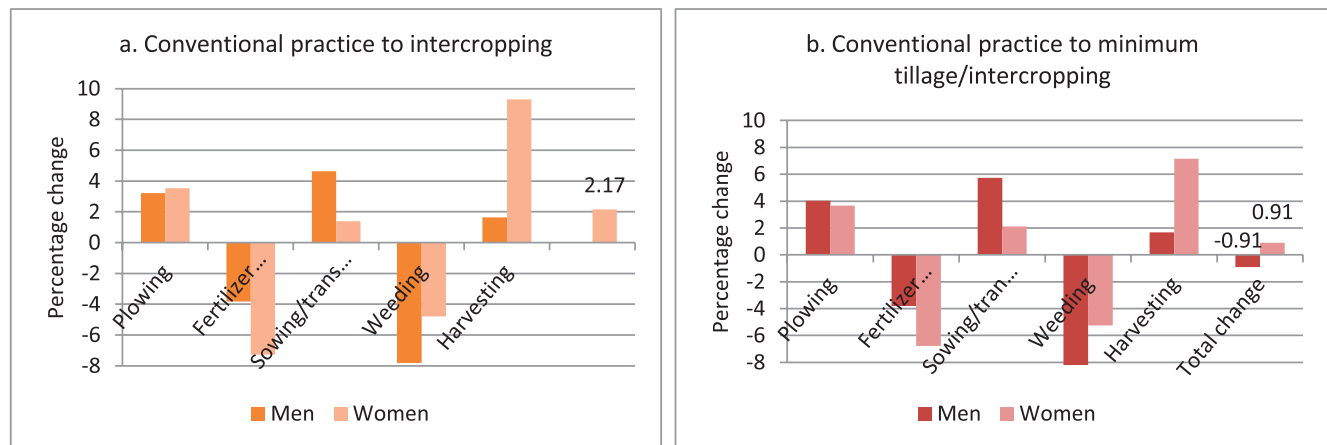 a. Conventional practice to intercropping
Percentage change
10
8
6
4
2
0
-2
-4
-6
-8
2.17
Plowing
Fertilizer...
Sowing/trans...
Weeding
Harvesting
Men
Women
b. Conventional practice to minimum
tillage/intercropping
Percentage change
10
8
6
4
2
0
-2
-4
-6
-8
0.91
-0.91
Plowing
Fertilizer...
Sowing/tran...
Weeding
Harvesting
Total change
Men
Women